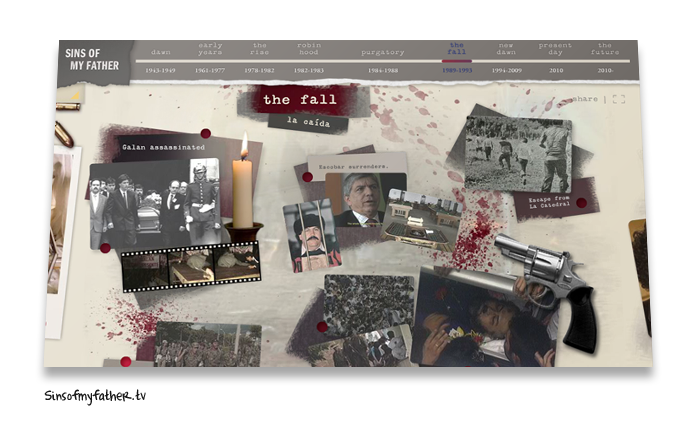 SINS OF
MY FATHER
dawn
early
years
the
rise
robin
hood
purgatory
the
fall
new
dawn
present
day
the
future
1943-1949
1961-1977
1978-1982
1982-1983
1984-1988
1989-1993
1994-2009
2010
2010-
the fall
la caída
share
Galan assassinated
Escobar surrenders.
Escape from
LA Catedral
Sinsofmyfather.tv